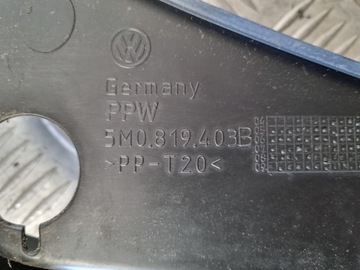 Germany
PPW
5M0.819.403B
>PP-T20<